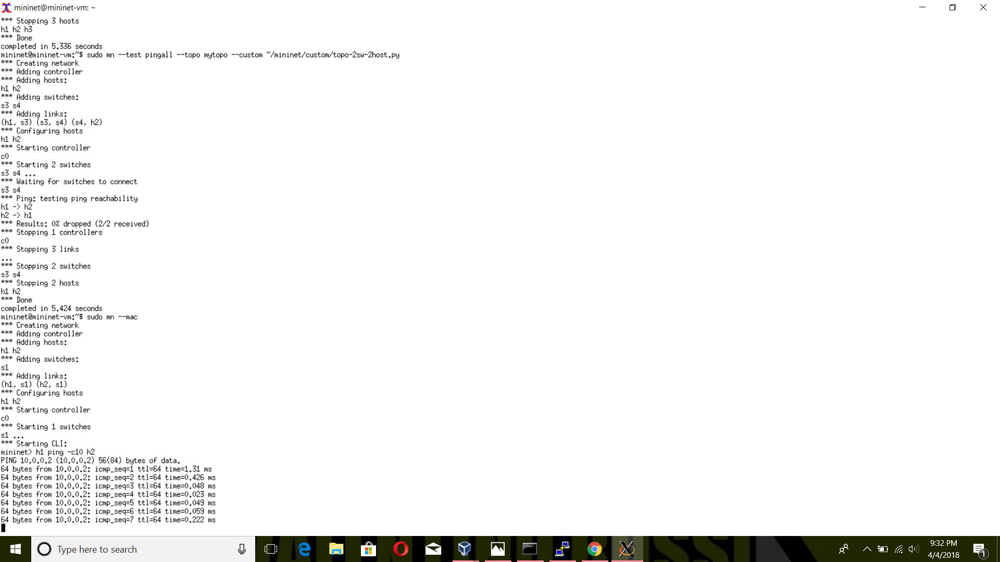 mininet@mininet-vm: ~
*** Stopping 3 hosts
h1 h2 h3
*** Done
completed in 5.336 seconds
mininet@mininet-vm:~$ sudo mn --test pingall --topo mytopo --custom ~/mininet/custom/topo-2sw-2host.py
*** Creating network
*** Adding controller
*** Adding hosts:
h1 h2
*** Adding switches:
s3 s4
*** Adding links:
(h1, s3) (s3, s4) (s4, h2)
*** Configuring hosts
h1 h2
*** Starting controller
c0
*** Starting 2 switches
s3 s4 ...
*** Waiting for switches to connect
s3 s4
*** Ping: testing ping reachability
h1 -> h2
h2 -> h1
*** Results: 0% dropped (2/2 received)
*** Stopping 1 controllers
c0
*** Stopping 3 links
...
*** Stopping 2 switches
s3 s4
*** Stopping 2 hosts
h1 h2
*** Done
completed in 5.424 seconds
mininet@mininet-vm:~$ sudo mn --mac
*** Creating network
*** Adding controller
*** Adding hosts:
h1 h2
*** Adding switches:
s1
*** Adding links:
(h1, s1) (h2, s1)
*** Configuring hosts
h1 h2
*** Starting controller
c0
*** Starting 1 switches
s1 ...
*** Starting CLI:
mininet> h1 ping -c10 h2
PING 10.0.0.2 (10.0.0.2) 56(84) bytes of data.
64 bytes from 10.0.0.2: icmp_seq=1 ttl=64 time=1.31 ms
64 bytes from 10.0.0.2: icmp_seq=2 ttl=64 time=0.426 ms
64 bytes from 10.0.0.2: icmp_seq=3 ttl=64 time=0.048 ms
64 bytes from 10.0.0.2: icmp_seq=4 ttl=64 time=0.023 ms
64 bytes from 10.0.0.2: icmp_seq=5 ttl=64 time=0.049 ms
64 bytes from 10.0.0.2: icmp_seq=6 ttl=64 time=0.059 ms
64 bytes from 10.0.0.2: icmp_seq=7 ttl=64 time=0.222 ms
Type here to search
9:32 PM
4/4/2018
1